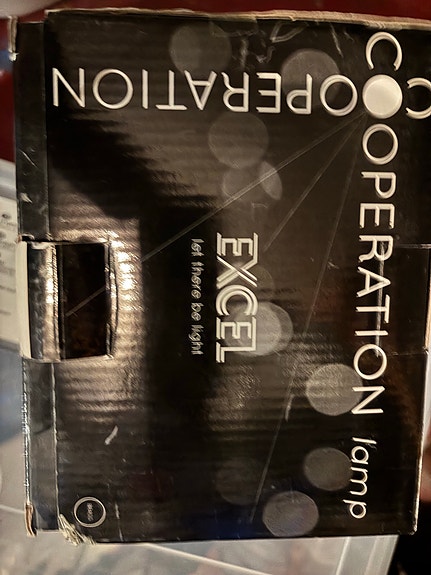 COOPERATION lamp
COOPERATION
EXCEL
let there be light